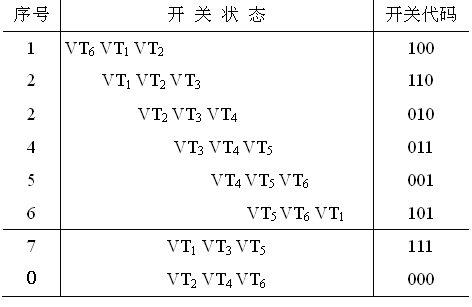 序号 开 关 状 态 开关代码
1 VT6 VT1 VT2 100
2 VT1 VT2 VT3 110
2 VT2 VT3 VT4 010
4 VT3 VT4 VT5 011
5 VT4 VT5 VT6 001
6 VT5 VT6 VT1 101
7 VT1 VT3 VT5 111
0 VT2 VT4 VT6 000